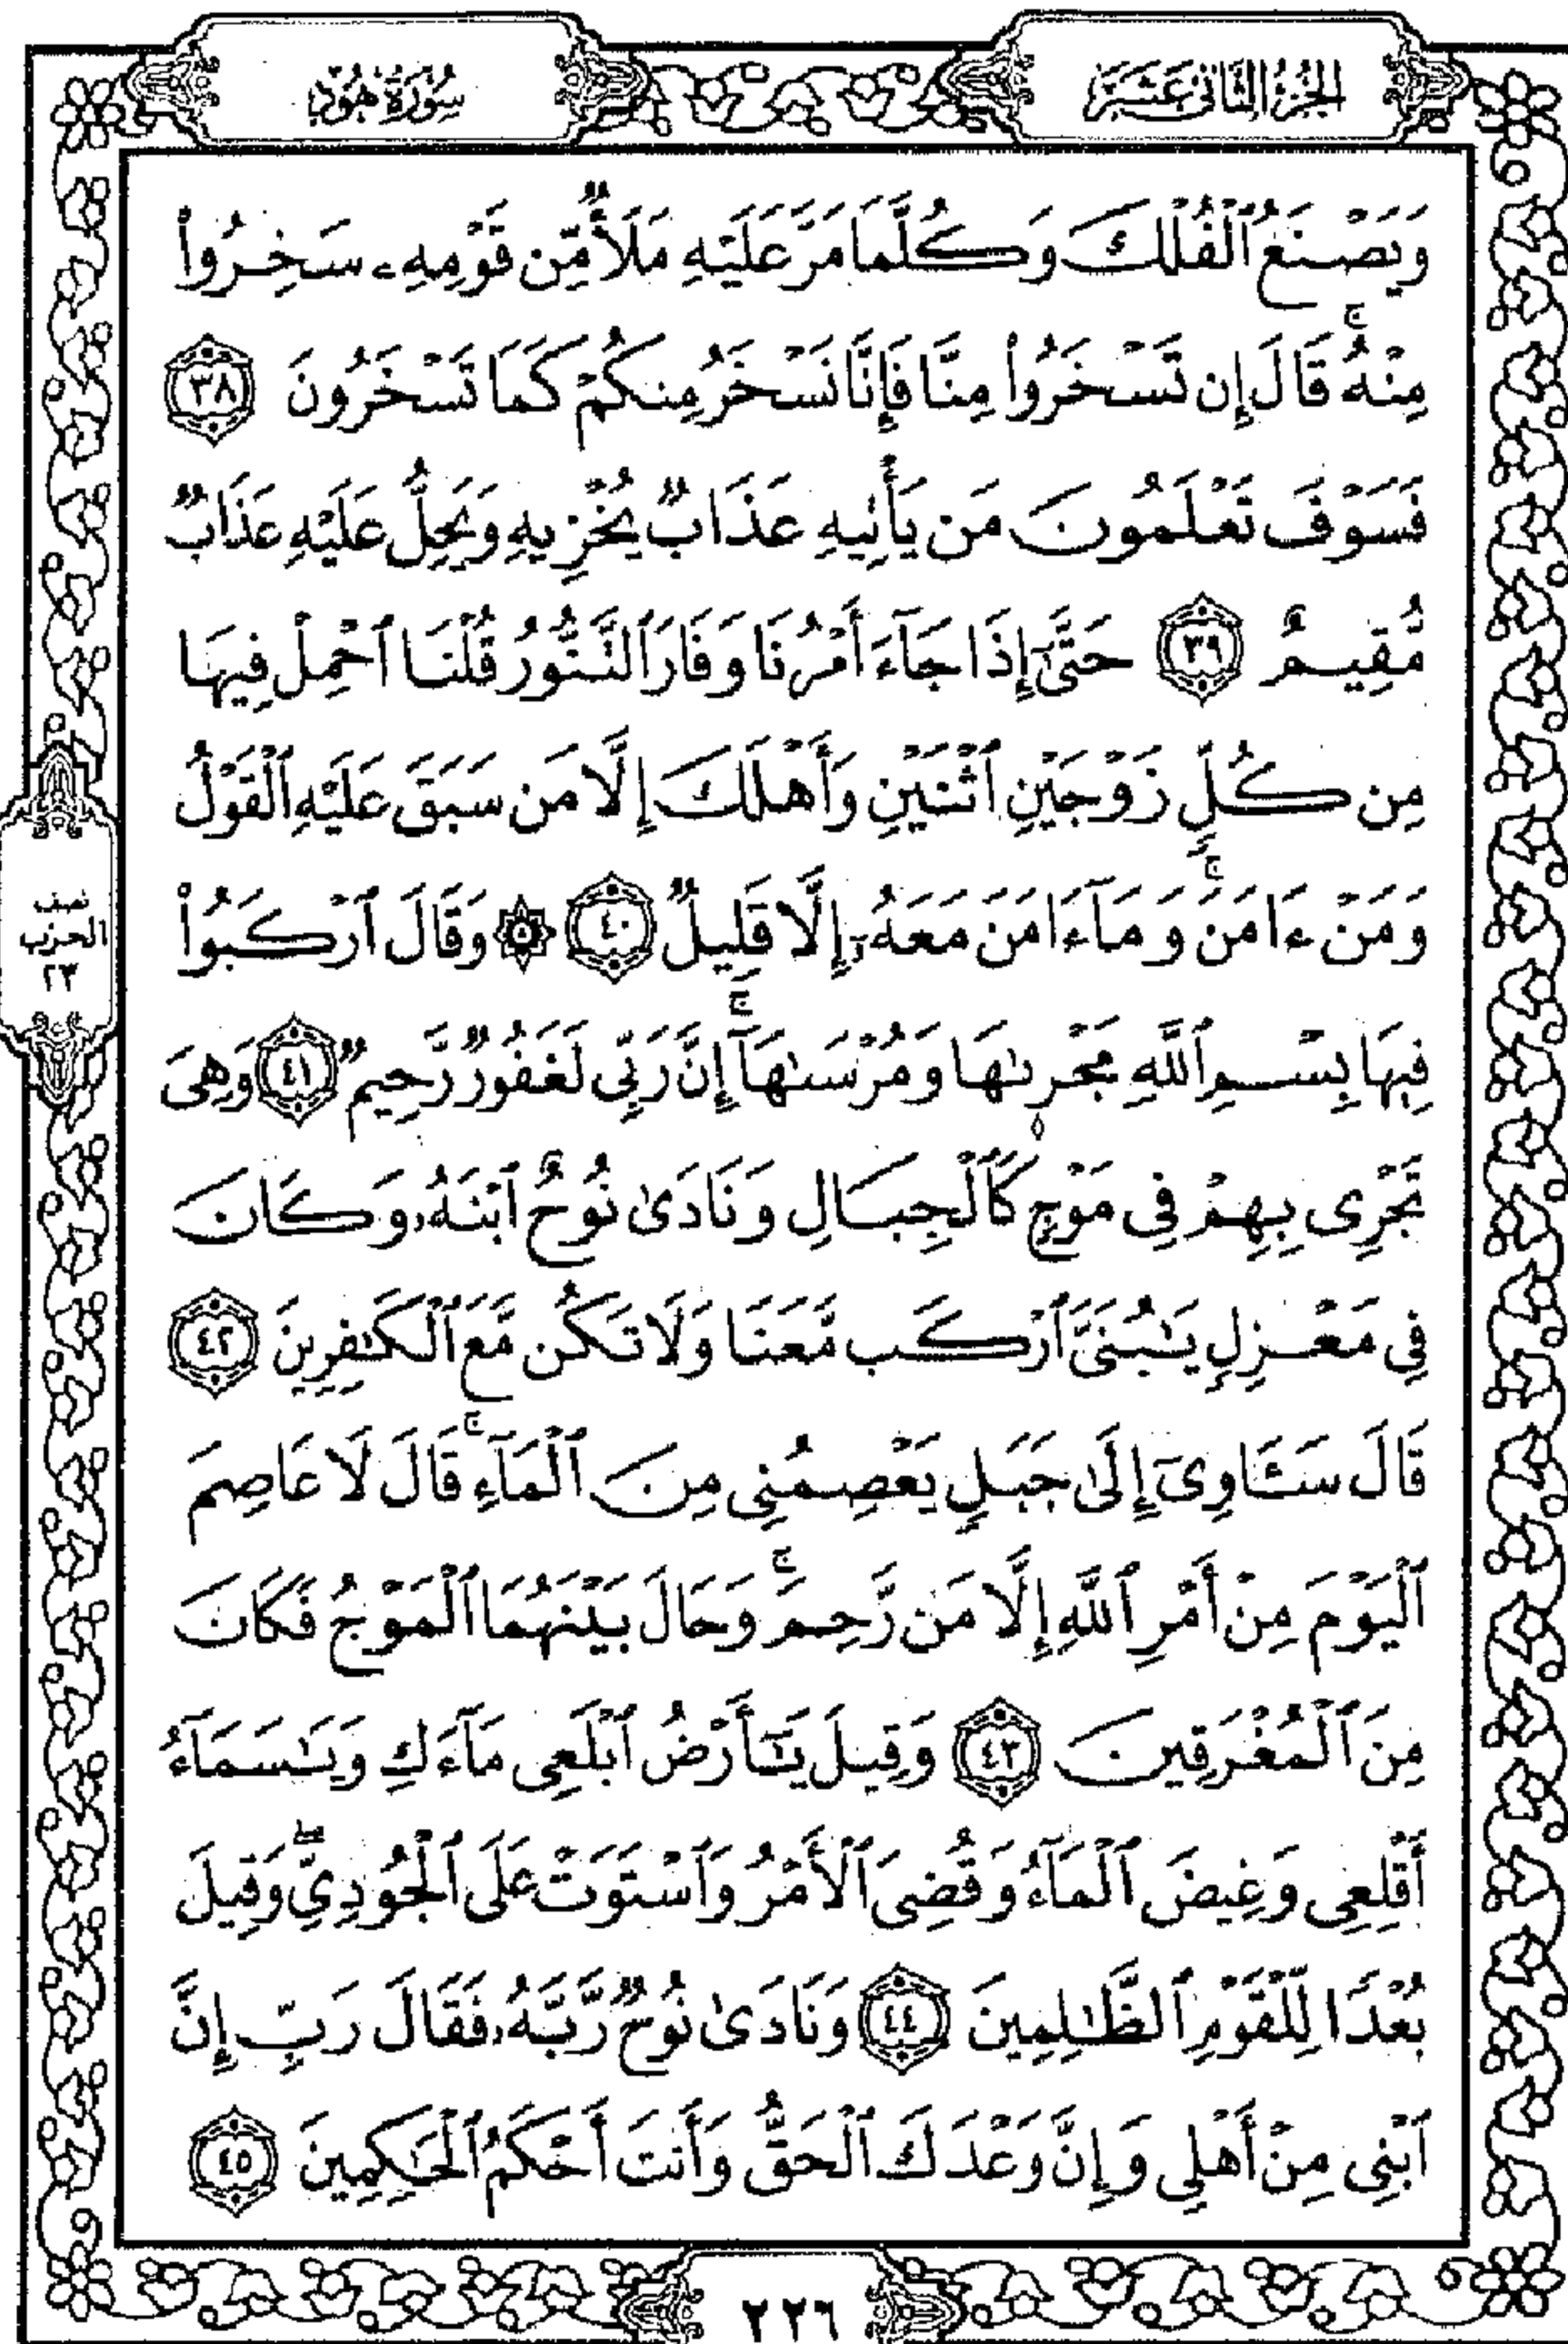 الجزء الثاني عشر
سورة هود
وَيَصْنَعُ ٱلْفُلْكَ وَكُلَّمَا مَرَّ عَلَيْهِ مَلَأٌ مِّن قَوْمِهِۦ سَخِرُوا۟
مِنْهُ ۚ قَالَ إِن تَسْخَرُوا۟ مِنَّا فَإِنَّا نَسْخَرُ مِنكُمْ كَمَا تَسْخَرُونَ ٣٨
فَسَوْفَ تَعْلَمُونَ مَن يَأْتِيهِ عَذَابٌ يُخْزِيهِ وَيَحِلُّ عَلَيْهِ عَذَابٌ
مُّقِيمٌ ٣٩ حَتَّىٰٓ إِذَا جَآءَ أَمْرُنَا وَفَارَ ٱلتَّنُّورُ قُلْنَا ٱحْمِلْ فِيهَا
مِن كُلٍّ زَوْجَيْنِ ٱثْنَيْنِ وَأَهْلَكَ إِلَّا مَن سَبَقَ عَلَيْهِ ٱلْقَوْلُ
وَمَنْ ءَامَنَ ۚ وَمَآ ءَامَنَ مَعَهُۥٓ إِلَّا قَلِيلٌ ٤٠ ۞ وَقَالَ ٱرْكَبُوا۟
فِيهَا بِسْمِ ٱللَّهِ مَجْر۪ىٰهَا وَمُرْسَىٰهَآ ۚ إِنَّ رَبِّى لَغَفُورٌ رَّحِيمٌ ٤١ وَهِىَ
تَجْرِى بِهِمْ فِى مَوْجٍ كَٱلْجِبَالِ وَنَادَىٰ نُوحٌ ٱبْنَهُۥ وَكَانَ
فِى مَعْزِلٍ يَـٰبُنَىَّ ٱرْكَب مَّعَنَا وَلَا تَكُن مَّعَ ٱلْكَـٰفِرِينَ ٤٢
قَالَ سَـَٔاوِىٓ إِلَىٰ جَبَلٍ يَعْصِمُنِى مِنَ ٱلْمَآءِ ۚ قَالَ لَا عَاصِمَ
ٱلْيَوْمَ مِنْ أَمْرِ ٱللَّهِ إِلَّا مَن رَّحِمَ ۚ وَحَالَ بَيْنَهُمَا ٱلْمَوْجُ فَكَانَ
مِنَ ٱلْمُغْرَقِينَ ٤٣ وَقِيلَ يَـٰٓأَرْضُ ٱبْلَعِى مَآءَكِ وَيَـٰسَمَآءُ
أَقْلِعِى وَغِيضَ ٱلْمَآءُ وَقُضِىَ ٱلْأَمْرُ وَٱسْتَوَتْ عَلَى ٱلْجُودِىِّ ۖ وَقِيلَ
بُعْدًا لِّلْقَوْمِ ٱلظَّـٰلِمِينَ ٤٤ وَنَادَىٰ نُوحٌ رَّبَّهُۥ فَقَالَ رَبِّ إِنَّ
ٱبْنِى مِنْ أَهْلِى وَإِنَّ وَعْدَكَ ٱلْحَقُّ وَأَنتَ أَحْكَمُ ٱلْحَـٰكِمِينَ ٤٥
نصف
الحزب
٢٣
٢٢٦